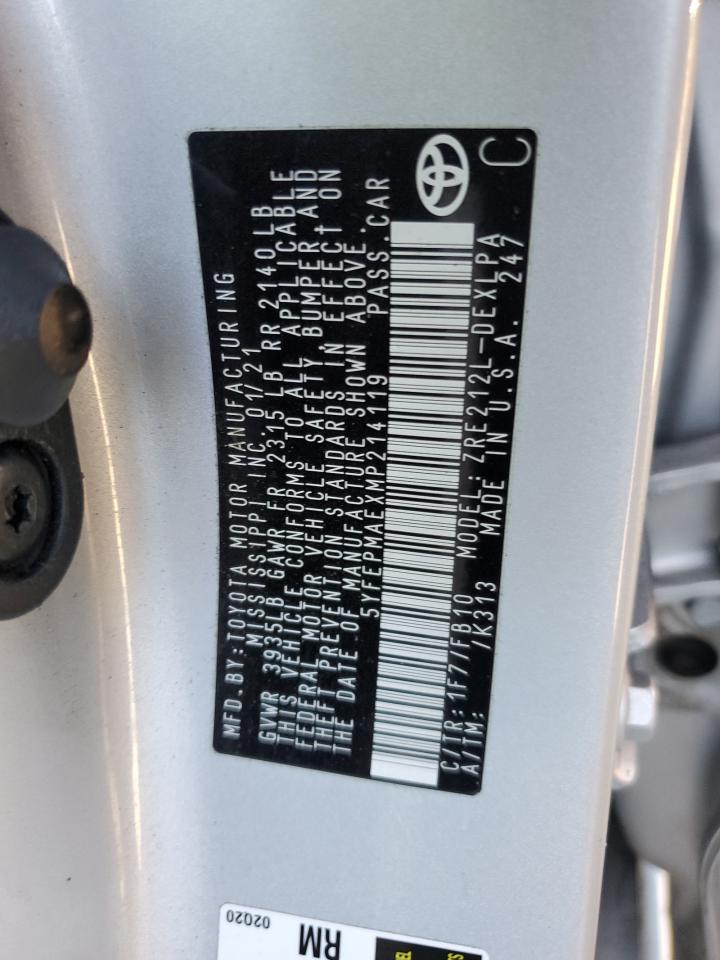 MFD.BY:TOYOTA MOTOR MANUFACTURING
MISSISSIPPI, INC. 01/21
GVWR 3935LB GAWR FR 2315 LB RR 2140 LB
THIS VEHICLE CONFORMS TO ALL APPLICABLE
FEDERAL MOTOR VEHICLE SAFETY, BUMPER AND
THEFT PREVENTION STANDARDS IN EFFECT ON
THE DATE OF MANUFACTURE SHOWN ABOVE.
5YFEPMAEXMP214119 PASS.CAR
C/TR:1F7/FB10 MODEL:ZRE212L-DEXLPA
A/TM: /K313 MADE IN U.S.A. 247
C
02020
RM